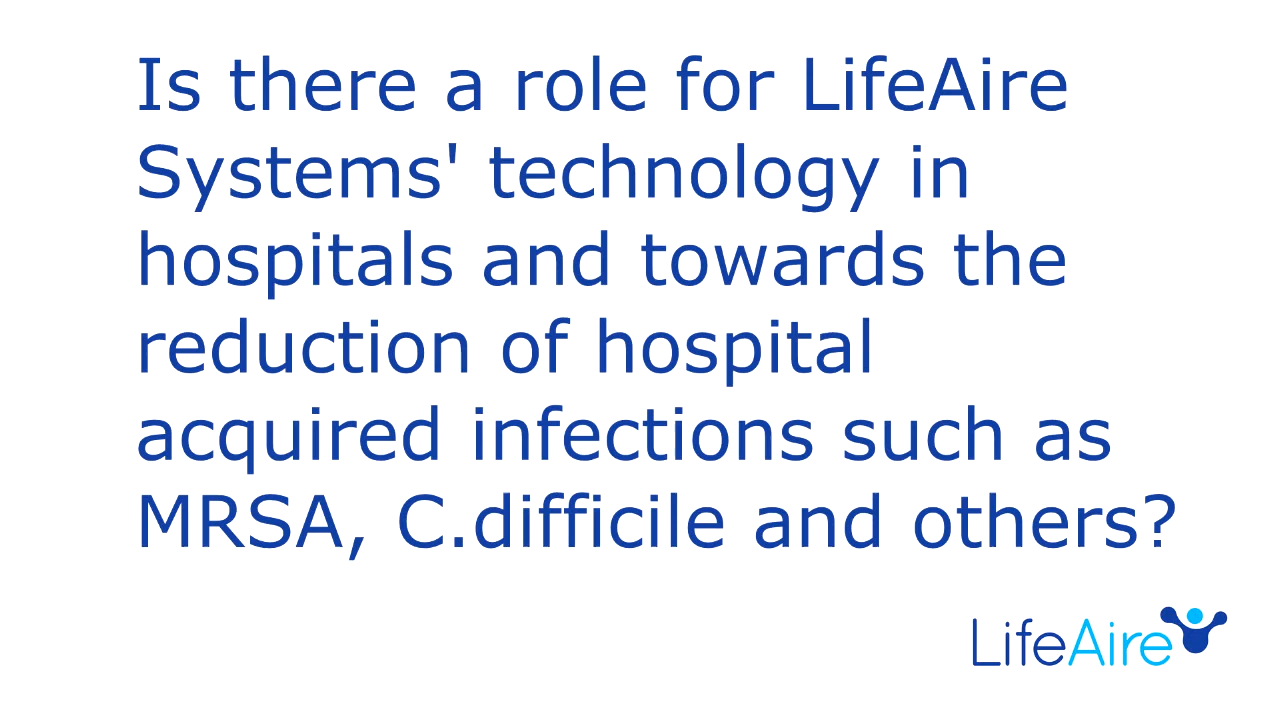 Is there a role for LifeAire
Systems' technology in
hospitals and towards the
reduction of hospital
acquired infections such as
MRSA, C.difficile and others?
LifeAire